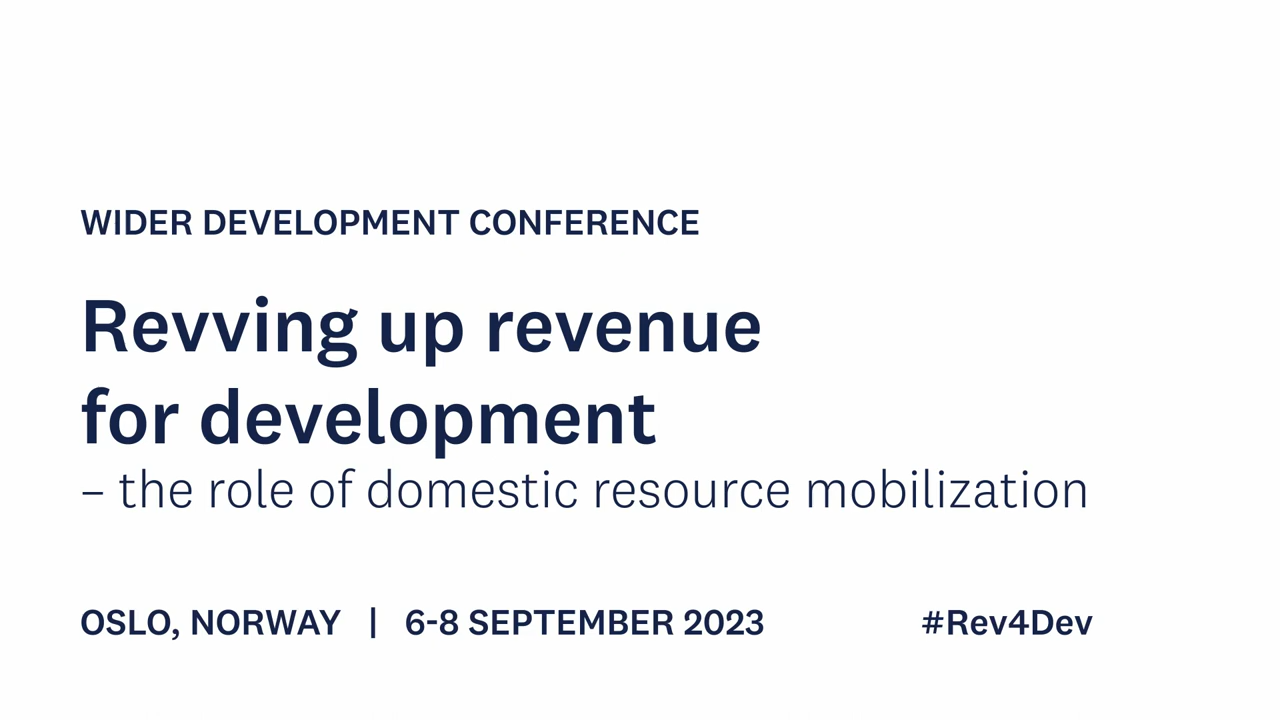 WIDER DEVELOPMENT CONFERENCE
Revving up revenue
for development
– the role of domestic resource mobilization
OSLO, NORWAY | 6-8 SEPTEMBER 2023 #Rev4Dev